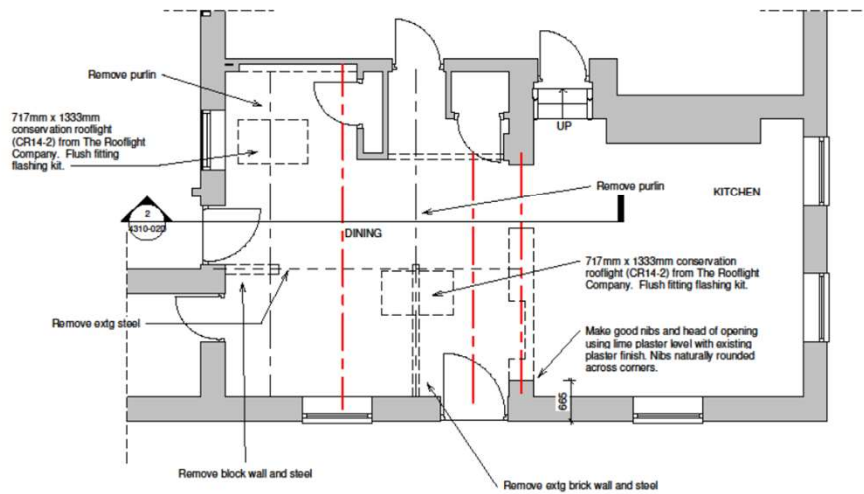 Remove purlin
717mm x 1333mm
conservation rooflight
(CR14-2) from The Rooflight
Company. Flush fitting
flashing kit.
UP
Remove purlin
KITCHEN
2
4310-020
DINING
717mm x 1333mm conservation
rooflight (CR14-2) from The Rooflight
Company. Flush fitting flashing kit.
Remove extg steel
Make good nibs and head of opening
using lime plaster level with existing
plaster finish. Nibs naturally rounded
across corners.
665
Remove block wall and steel
Remove extg brick wall and steel